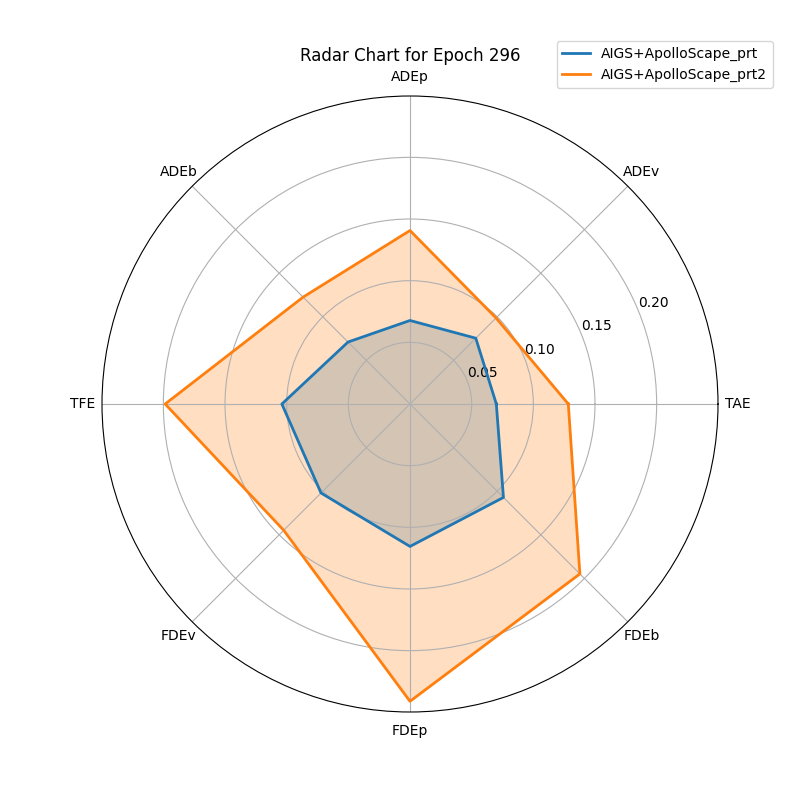 Radar Chart for Epoch 296
AIGS+ApolloScape_prt
AIGS+ApolloScape_prt2
ADEp
ADEb
ADEv
0.20
0.15
0.10
0.05
TFE
TAE
FDEv
FDEb
FDEp